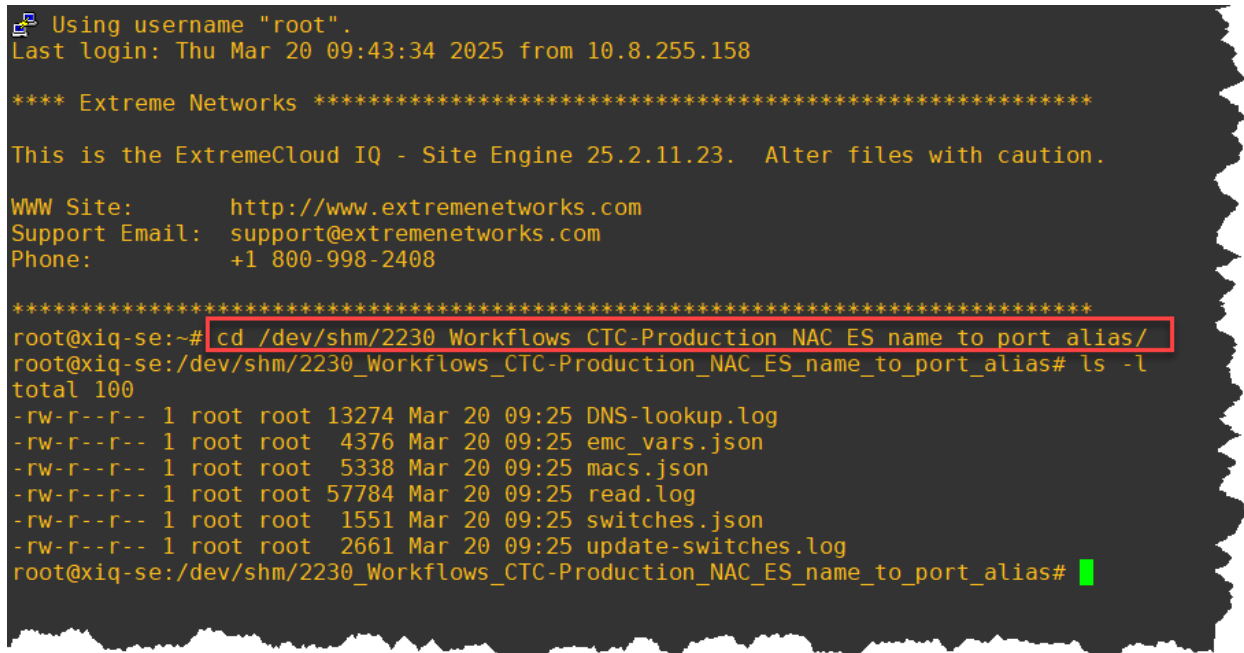 Using username "root".
Last login: Thu Mar 20 09:43:34 2025 from 10.8.255.158
**** Extreme Networks *********************************************************
This is the ExtremeCloud IQ - Site Engine 25.2.11.23.  Alter files with caution.
WWW Site:       http://www.extremenetworks.com
Support Email:  support@extremenetworks.com
Phone:          +1 800-998-2408
*******************************************************************************
root@xiq-se:~# cd /dev/shm/2230_Workflows_CTC-Production_NAC_ES_name_to_port_alias/
root@xiq-se:/dev/shm/2230_Workflows_CTC-Production_NAC_ES_name_to_port_alias# ls -l
total 100
-rw-r--r-- 1 root root 13274 Mar 20 09:25 DNS-lookup.log
-rw-r--r-- 1 root root  4376 Mar 20 09:25 emc_vars.json
-rw-r--r-- 1 root root  5338 Mar 20 09:25 macs.json
-rw-r--r-- 1 root root 57784 Mar 20 09:25 read.log
-rw-r--r-- 1 root root  1551 Mar 20 09:25 switches.json
-rw-r--r-- 1 root root  2661 Mar 20 09:25 update-switches.log
root@xiq-se:/dev/shm/2230_Workflows_CTC-Production_NAC_ES_name_to_port_alias#